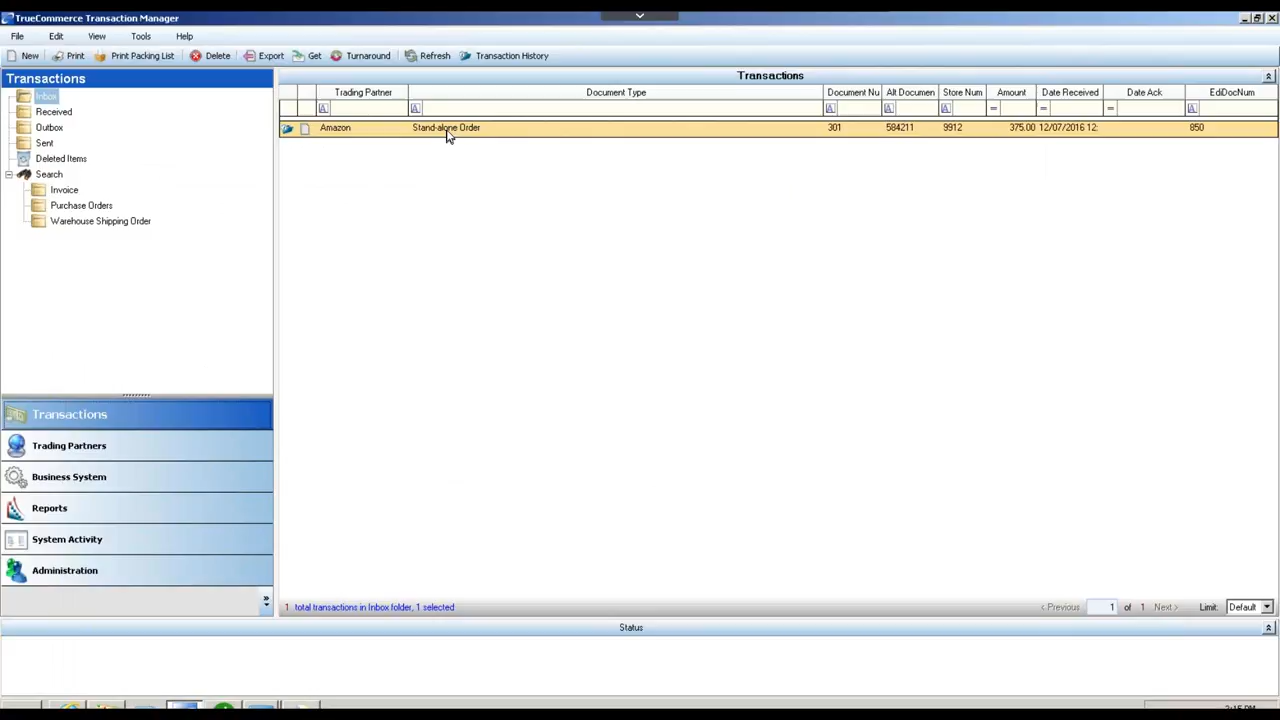 TrueCommerce Transaction Manager
File Edit View Tools Help
New Print Print Packing List Delete Export Get Turnaround Refresh Transaction History
Transactions
Inbox
Received
Outbox
Sent
Deleted Items
Search
Invoice
Purchase Orders
Warehouse Shipping Order
Transactions
Trading Partners
Business System
Reports
System Activity
Administration
Transactions
Trading Partner Document Type Document Nu Alt Documen Store Num Amount Date Received Date Ack EdiDocNum
A A A A A = = = A
Amazon Stand-alone Order 301 584211 9912 375.00 12/07/2016 12: 850
1 total transactions in Inbox folder, 1 selected < Previous 1 of 1 Next > Limit: Default
Status